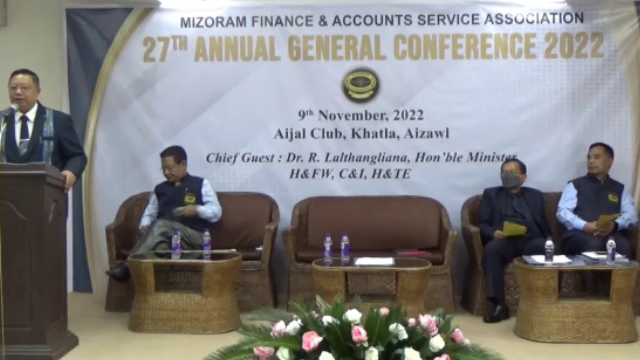 MIZORAM FINANCE & ACCOUNTS SERVICE ASSOCIATION
27TH ANNUAL GENERAL CONFERENCE 2022
9th November, 2022
Aijal Club, Khatla, Aizawl
Chief Guest : Dr. R. Lalthangliana, Hon'ble Minister
H&FW, C&I, H&TE